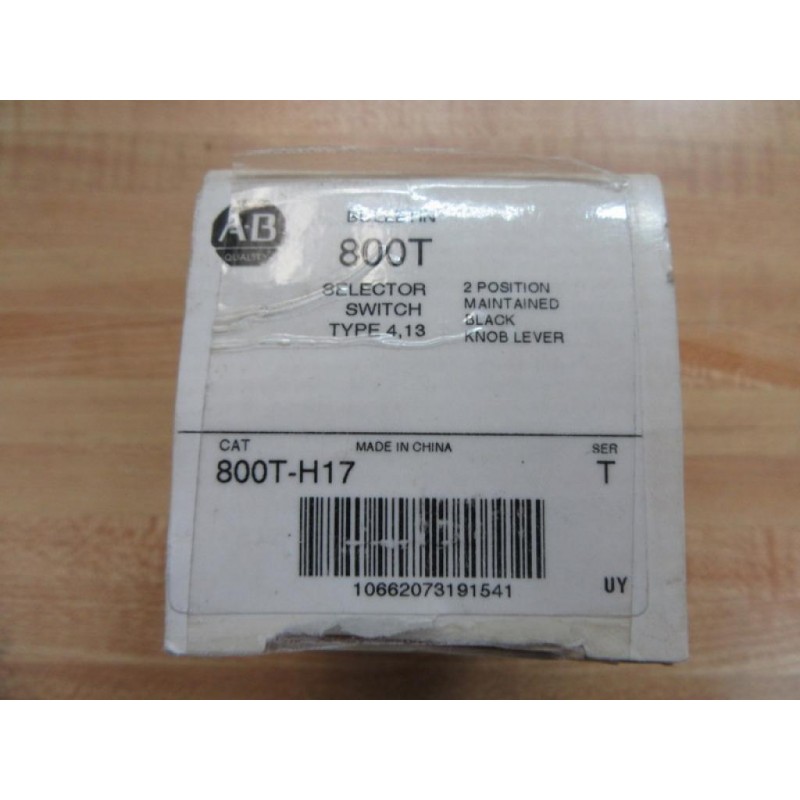 A-B
QUALITY
BULLETIN
800T
SELECTOR
SWITCH
TYPE 4,13
2 POSITION
MAINTAINED
BLACK
KNOB LEVER
CAT
MADE IN CHINA
SER
800T-H17
T
10662073191541
UY